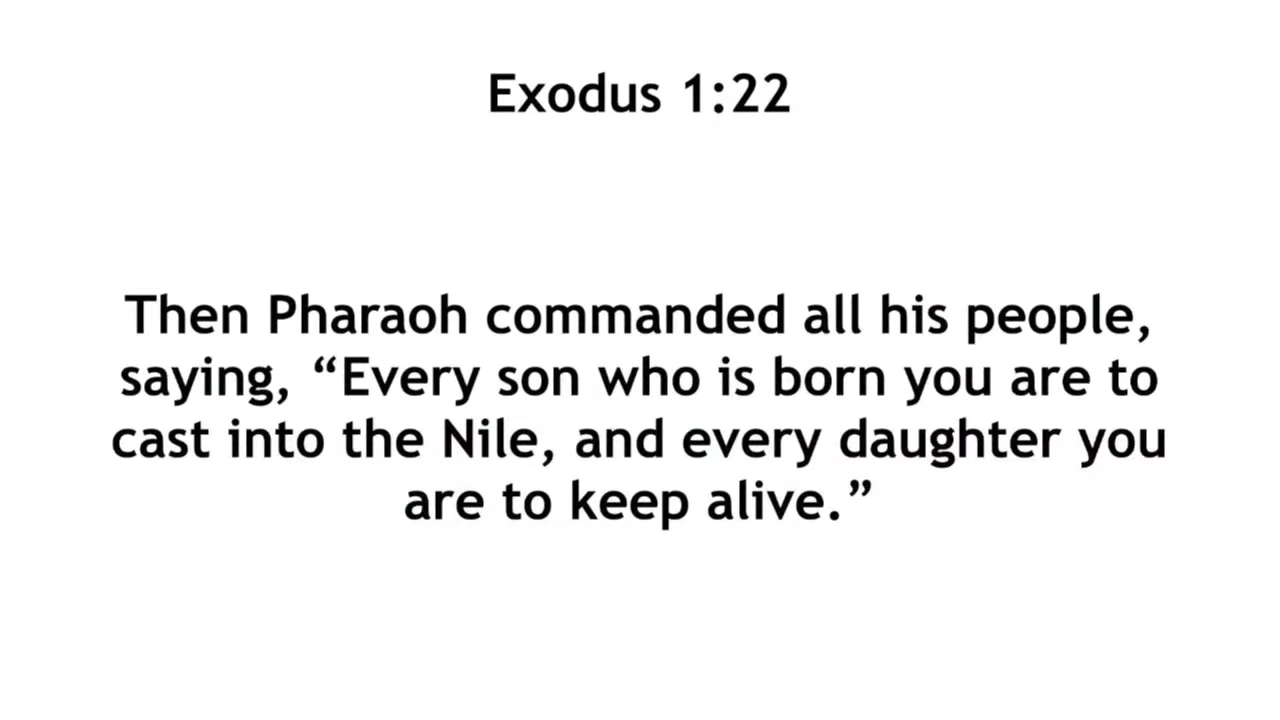 Exodus 1:22
Then Pharaoh commanded all his people,
saying, “Every son who is born you are to
cast into the Nile, and every daughter you
are to keep alive.”